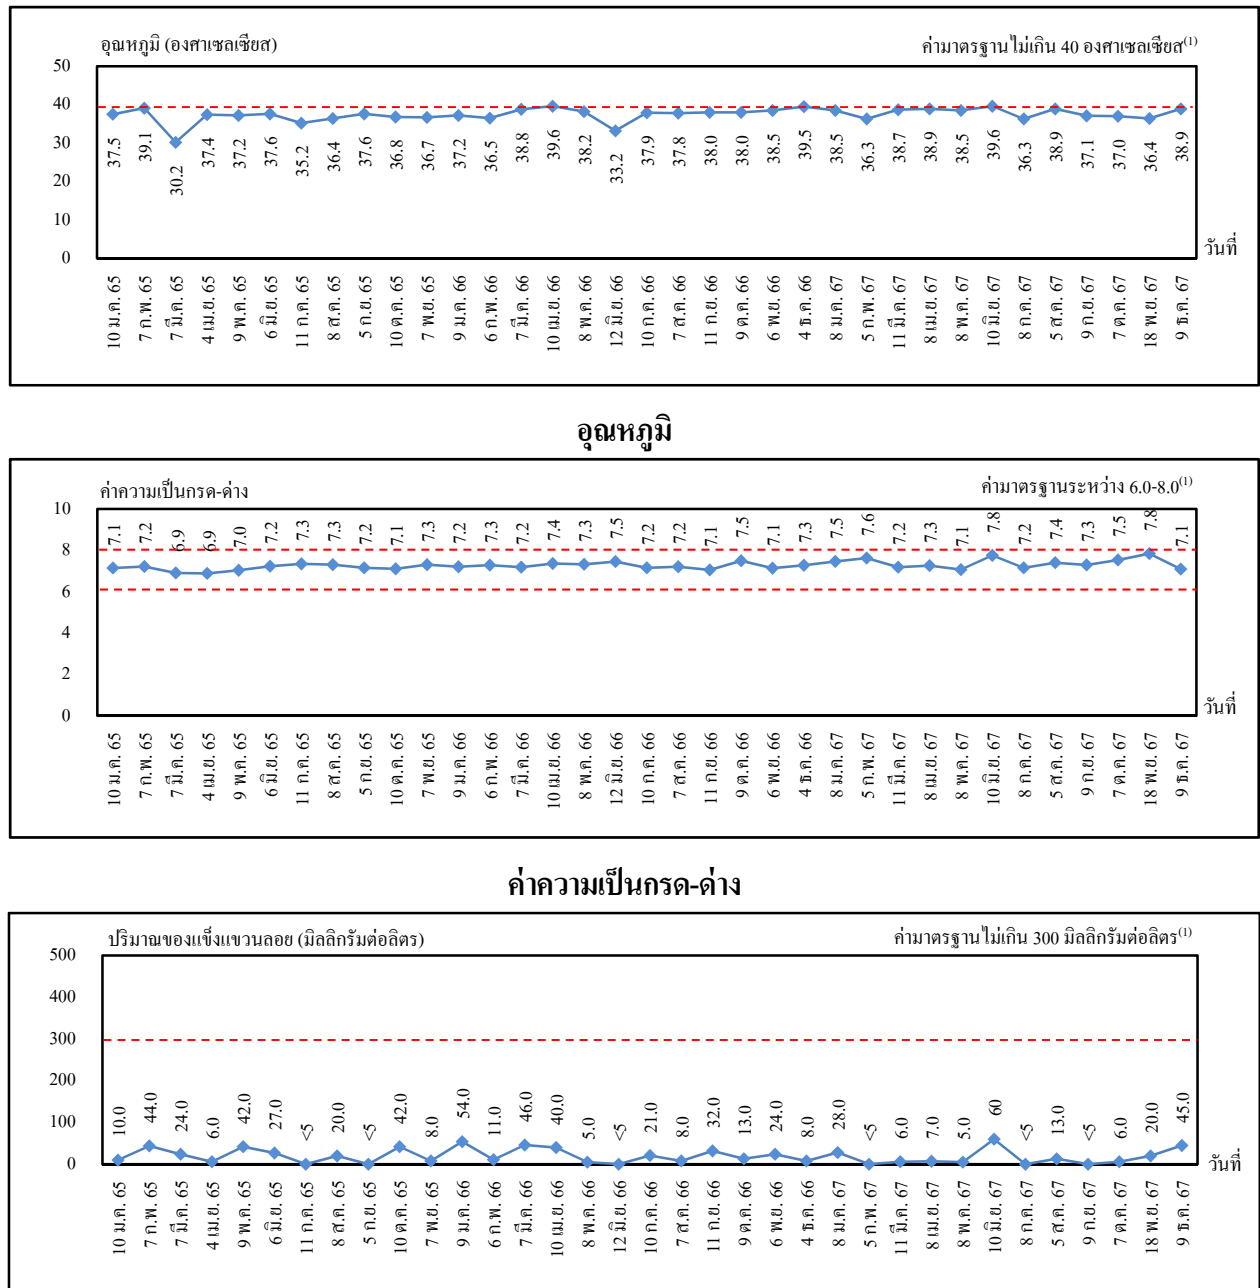 อุณหภูมิ (องศาเซลเซียส) ค่ามาตรฐานไม่เกิน 40 องศาเซลเซียส(1)
50
40
30
20
10
0
37.5 39.1 30.2 37.4 37.2 37.6 35.2 36.4 37.6 36.8 36.7 37.2 36.5 38.8 39.6 38.2 33.2 37.9 37.8 38.0 38.0 38.5 39.5 38.5 36.3 38.7 38.9 38.5 39.6 36.3 38.9 37.1 37.0 36.4 38.9
วันที่
10 ม.ค. 65 7 ก.พ. 65 7 มี.ค. 65 4 เม.ย. 65 9 พ.ค. 65 6 มิ.ย. 65 11 ก.ค. 65 8 ส.ค. 65 5 ก.ย. 65 10 ต.ค. 65 7 พ.ย. 65 9 ม.ค. 66 6 ก.พ. 66 7 มี.ค. 66 10 เม.ย. 66 8 พ.ค. 66 12 มิ.ย. 66 10 ก.ค. 66 7 ส.ค. 66 11 ก.ย. 66 9 ต.ค. 66 6 พ.ย. 66 4 ธ.ค. 66 8 ม.ค. 67 5 ก.พ. 67 11 มี.ค. 67 8 เม.ย. 67 8 พ.ค. 67 10 มิ.ย. 67 8 ก.ค. 67 5 ส.ค. 67 9 ก.ย. 67 7 ต.ค. 67 18 พ.ย. 67 9 ธ.ค. 67
อุณหภูมิ
ค่าความเป็นกรด-ด่าง ค่ามาตรฐานระหว่าง 6.0-8.0(1)
10
8
6
4
2
0
7.1 7.2 6.9 6.9 7.0 7.2 7.3 7.3 7.2 7.1 7.3 7.2 7.3 7.2 7.4 7.3 7.5 7.2 7.2 7.1 7.5 7.1 7.3 7.5 7.6 7.2 7.3 7.1 7.8 7.2 7.4 7.3 7.5 7.8 7.1
วันที่
10 ม.ค. 65 7 ก.พ. 65 7 มี.ค. 65 4 เม.ย. 65 9 พ.ค. 65 6 มิ.ย. 65 11 ก.ค. 65 8 ส.ค. 65 5 ก.ย. 65 10 ต.ค. 65 7 พ.ย. 65 9 ม.ค. 66 6 ก.พ. 66 7 มี.ค. 66 10 เม.ย. 66 8 พ.ค. 66 12 มิ.ย. 66 10 ก.ค. 66 7 ส.ค. 66 11 ก.ย. 66 9 ต.ค. 66 6 พ.ย. 66 4 ธ.ค. 66 8 ม.ค. 67 5 ก.พ. 67 11 มี.ค. 67 8 เม.ย. 67 8 พ.ค. 67 10 มิ.ย. 67 8 ก.ค. 67 5 ส.ค. 67 9 ก.ย. 67 7 ต.ค. 67 18 พ.ย. 67 9 ธ.ค. 67
ค่าความเป็นกรด-ด่าง
ปริมาณของแข็งแขวนลอย (มิลลิกรัมต่อลิตร) ค่ามาตรฐานไม่เกิน 300 มิลลิกรัมต่อลิตร(1)
500
400
300
200
100
0
10.0 44.0 24.0 6.0 42.0 27.0 <5 20.0 <5 42.0 8.0 54.0 11.0 46.0 40.0 5.0 <5 21.0 8.0 32.0 13.0 24.0 8.0 28.0 <5 6.0 7.0 5.0 60 <5 13.0 <5 6.0 20.0 45.0
วันที่
10 ม.ค. 65 7 ก.พ. 65 7 มี.ค. 65 4 เม.ย. 65 9 พ.ค. 65 6 มิ.ย. 65 11 ก.ค. 65 8 ส.ค. 65 5 ก.ย. 65 10 ต.ค. 65 7 พ.ย. 65 9 ม.ค. 66 6 ก.พ. 66 7 มี.ค. 66 10 เม.ย. 66 8 พ.ค. 66 12 มิ.ย. 66 10 ก.ค. 66 7 ส.ค. 66 11 ก.ย. 66 9 ต.ค. 66 6 พ.ย. 66 4 ธ.ค. 66 8 ม.ค. 67 5 ก.พ. 67 11 มี.ค. 67 8 เม.ย. 67 8 พ.ค. 67 10 มิ.ย. 67 8 ก.ค. 67 5 ส.ค. 67 9 ก.ย. 67 7 ต.ค. 67 18 พ.ย. 67 9 ธ.ค. 67